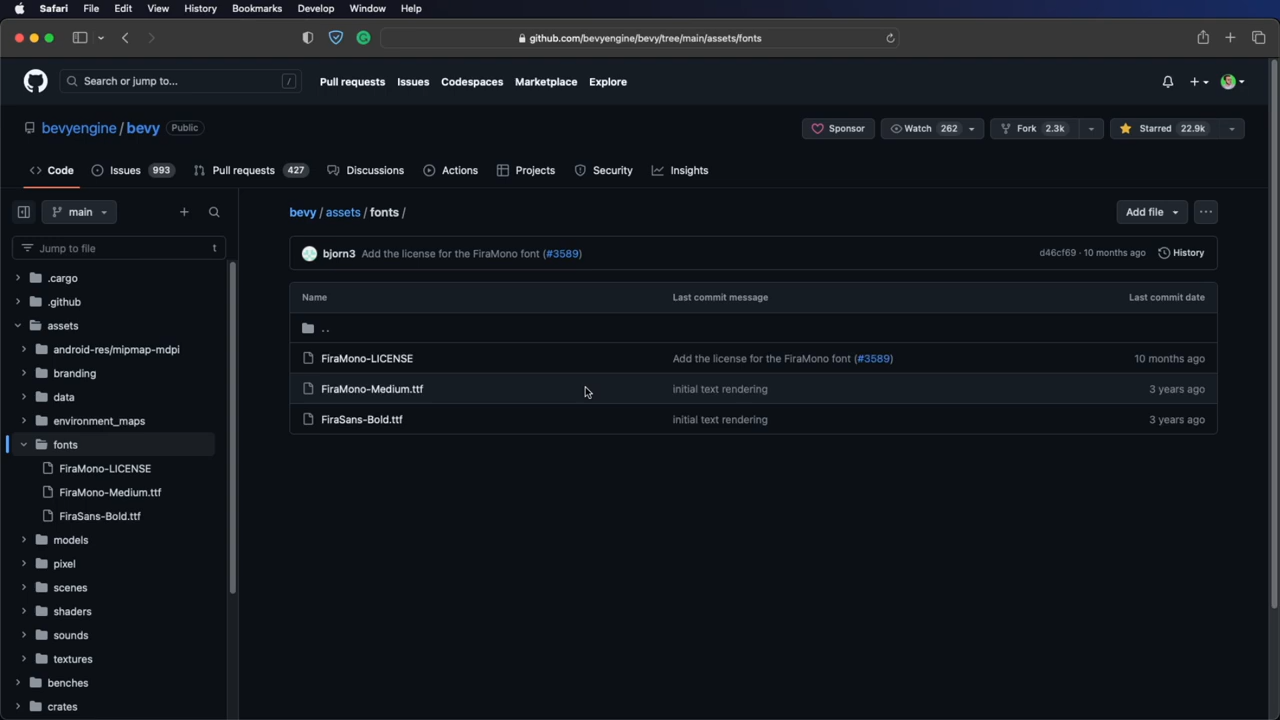 Safari File Edit View History Bookmarks Develop Window Help
github.com/bevyengine/bevy/tree/main/assets/fonts
Search or jump to... / Pull requests Issues Codespaces Marketplace Explore
bevyengine / bevy Public Sponsor Watch 262 Fork 2.3k Starred 22.9k
Code Issues 993 Pull requests 427 Discussions Actions Projects Security Insights
main
bevy / assets / fonts / Add file ...
Jump to file t
bjorn3 Add the license for the FiraMono font (#3589) d46cf69 · 10 months ago History
Name Last commit message Last commit date
..
FiraMono-LICENSE Add the license for the FiraMono font (#3589) 10 months ago
FiraMono-Medium.ttf initial text rendering 3 years ago
FiraSans-Bold.ttf initial text rendering 3 years ago
.cargo
.github
assets
android-res/mipmap-mdpi
branding
data
environment_maps
fonts
FiraMono-LICENSE
FiraMono-Medium.ttf
FiraSans-Bold.ttf
models
pixel
scenes
shaders
sounds
textures
benches
crates